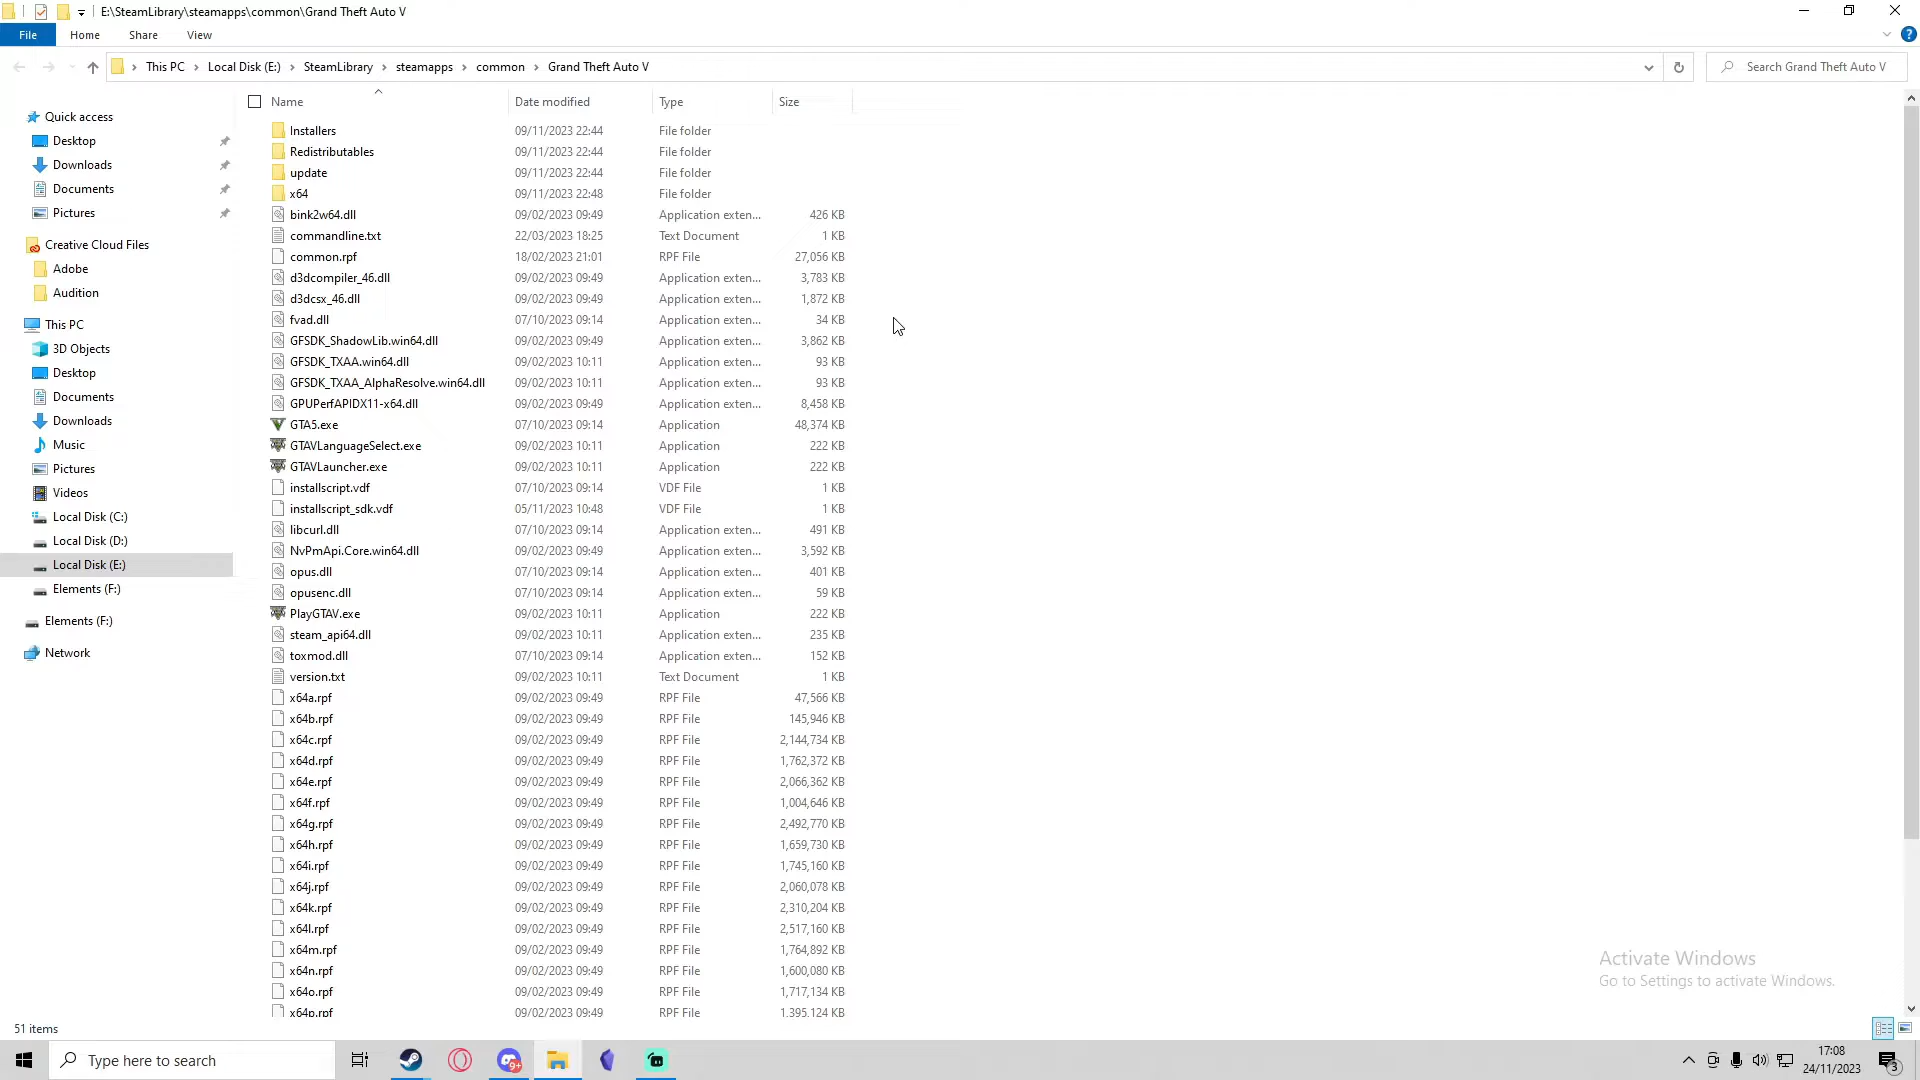 E:\SteamLibrary\steamapps\common\Grand Theft Auto V
File Home Share View
This PC Local Disk (E:) SteamLibrary steamapps common Grand Theft Auto V
Search Grand Theft Auto V
Name Date modified Type Size
Quick access
Desktop
Downloads
Documents
Pictures
Creative Cloud Files
Adobe
Audition
This PC
3D Objects
Desktop
Documents
Downloads
Music
Pictures
Videos
Local Disk (C:)
Local Disk (D:)
Local Disk (E:)
Elements (F:)
Elements (F:)
Network
Installers 09/11/2023 22:44 File folder
Redistributables 09/11/2023 22:44 File folder
update 09/11/2023 22:44 File folder
x64 09/11/2023 22:48 File folder
bink2w64.dll 09/02/2023 09:49 Application exten... 426 KB
commandline.txt 22/03/2023 18:25 Text Document 1 KB
common.rpf 18/02/2023 21:01 RPF File 27,056 KB
d3dcompiler_46.dll 09/02/2023 09:49 Application exten... 3,783 KB
d3dcsx_46.dll 09/02/2023 09:49 Application exten... 1,872 KB
fvad.dll 07/10/2023 09:14 Application exten... 34 KB
GFSDK_ShadowLib.win64.dll 09/02/2023 09:49 Application exten... 3,862 KB
GFSDK_TXAA.win64.dll 09/02/2023 10:11 Application exten... 93 KB
GFSDK_TXAA_AlphaResolve.win64.dll 09/02/2023 10:11 Application exten... 93 KB
GPUPerfAPIDX11-x64.dll 09/02/2023 09:49 Application exten... 8,458 KB
GTA5.exe 07/10/2023 09:14 Application 48,374 KB
GTAVLanguageSelect.exe 09/02/2023 10:11 Application 222 KB
GTAVLauncher.exe 09/02/2023 10:11 Application 222 KB
installscript.vdf 07/10/2023 09:14 VDF File 1 KB
installscript_sdk.vdf 05/11/2023 10:48 VDF File 1 KB
libcurl.dll 07/10/2023 09:14 Application exten... 491 KB
NvPmApi.Core.win64.dll 09/02/2023 09:49 Application exten... 3,592 KB
opus.dll 07/10/2023 09:14 Application exten... 401 KB
opusenc.dll 07/10/2023 09:14 Application exten... 59 KB
PlayGTAV.exe 09/02/2023 10:11 Application 222 KB
steam_api64.dll 09/02/2023 10:11 Application exten... 235 KB
toxmod.dll 07/10/2023 09:14 Application exten... 152 KB
version.txt 09/02/2023 10:11 Text Document 1 KB
x64a.rpf 09/02/2023 09:49 RPF File 47,566 KB
x64b.rpf 09/02/2023 09:49 RPF File 145,946 KB
x64c.rpf 09/02/2023 09:49 RPF File 2,144,734 KB
x64d.rpf 09/02/2023 09:49 RPF File 1,762,372 KB
x64e.rpf 09/02/2023 09:49 RPF File 2,066,362 KB
x64f.rpf 09/02/2023 09:49 RPF File 1,004,646 KB
x64g.rpf 09/02/2023 09:49 RPF File 2,492,770 KB
x64h.rpf 09/02/2023 09:49 RPF File 1,659,730 KB
x64i.rpf 09/02/2023 09:49 RPF File 1,745,160 KB
x64j.rpf 09/02/2023 09:49 RPF File 2,060,078 KB
x64k.rpf 09/02/2023 09:49 RPF File 2,310,204 KB
x64l.rpf 09/02/2023 09:49 RPF File 2,517,160 KB
x64m.rpf 09/02/2023 09:49 RPF File 1,764,892 KB
x64n.rpf 09/02/2023 09:49 RPF File 1,600,080 KB
x64o.rpf 09/02/2023 09:49 RPF File 1,717,134 KB
x64p.rpf 09/02/2023 09:49 RPF File 1,395,124 KB
Activate Windows
Go to Settings to activate Windows.
51 items
Type here to search
9+
17:08
24/11/2023
3